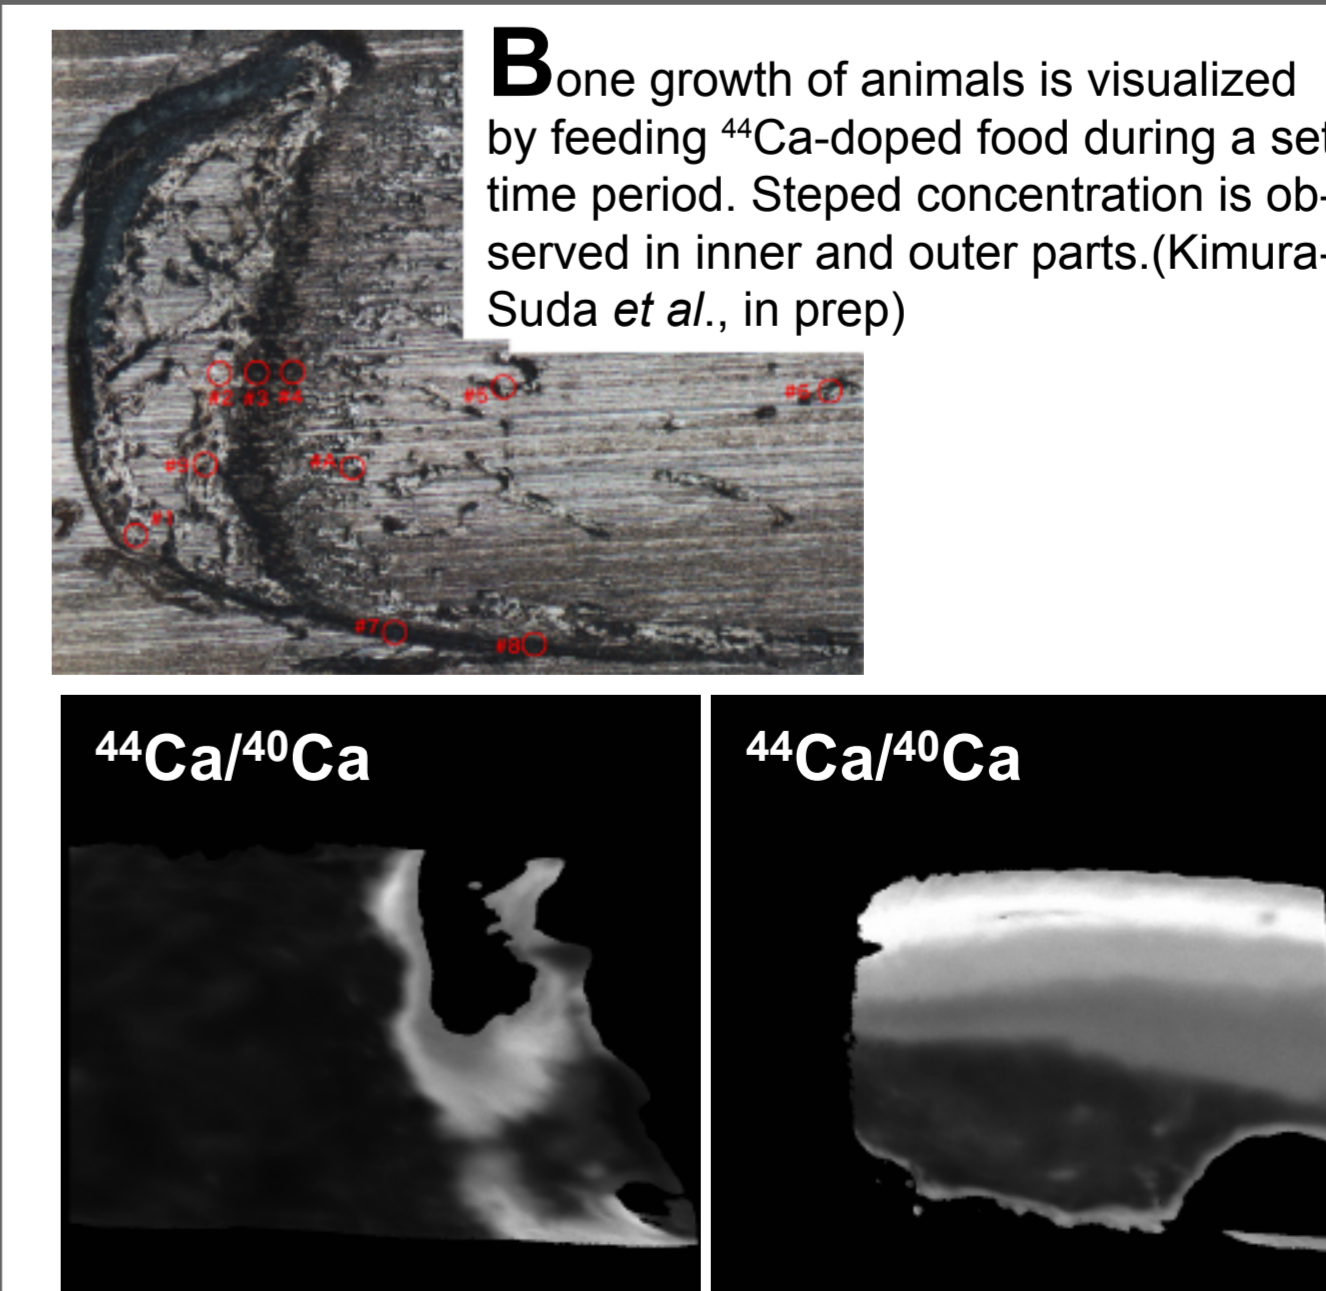 Bone growth of animals is visualized
by feeding ⁴⁴Ca-doped food during a set
time period. Steped concentration is ob-
served in inner and outer parts.(Kimura-
Suda et al., in prep)
#2 #3 #4
#5
#6
#9
#A
#1
#7
#8
⁴⁴Ca/⁴⁰Ca
⁴⁴Ca/⁴⁰Ca